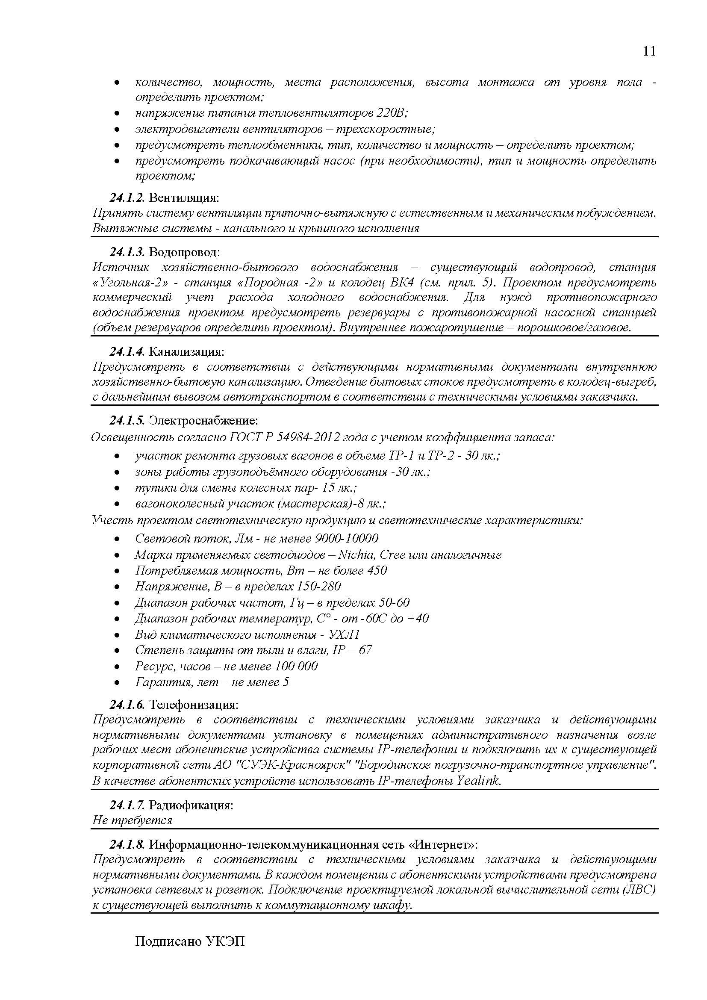 11
• количество, мощность, места расположения, высота монтажа от уровня пола -
определить проектом;
• напряжение питания тепловентиляторов 220В;
• электродвигатели вентиляторов – трехскоростные;
• предусмотреть теплообменники, тип, количество и мощность – определить проектом;
• предусмотреть подкачивающий насос (при необходимости), тип и мощность определить
проектом;
24.1.2. Вентиляция:
Принять систему вентиляции приточно-вытяжную с естественным и механическим побуждением.
Вытяжные системы - канального и крышного исполнения
24.1.3. Водопровод:
Источник хозяйственно-бытового водоснабжения – существующий водопровод, станция
«Угольная-2» - станция «Породная -2» и колодец ВК4 (см. прил. 5). Проектом предусмотреть
коммерческий учет расхода холодного водоснабжения. Для нужд противопожарного
водоснабжения проектом предусмотреть резервуары с противопожарной насосной станцией
(объем резервуаров определить проектом). Внутреннее пожаротушение – порошковое/газовое.
24.1.4. Канализация:
Предусмотреть в соответствии с действующими нормативными документами внутреннюю
хозяйственно-бытовую канализацию. Отведение бытовых стоков предусмотреть в колодец-выгреб,
с дальнейшим вывозом автотранспортом в соответствии с техническими условиями заказчика.
24.1.5. Электроснабжение:
Освещенность согласно ГОСТ Р 54984-2012 года с учетом коэффициента запаса:
• участок ремонта грузовых вагонов в объеме ТР-1 и ТР-2 - 30 лк.;
• зоны работы грузоподъёмного оборудования -30 лк.;
• тупики для смены колесных пар- 15 лк.;
• вагоноколесный участок (мастерская)-8 лк.;
Учесть проектом светотехническую продукцию и светотехнические характеристики:
• Световой поток, Лм - не менее 9000-10000
• Марка применяемых светодиодов – Nichia, Cree или аналогичные
• Потребляемая мощность, Вт – не более 450
• Напряжение, В – в пределах 150-280
• Диапазон рабочих частот, Гц – в пределах 50-60
• Диапазон рабочих температур, С° - от -60С до +40
• Вид климатического исполнения - УХЛ1
• Степень защиты от пыли и влаги, IP – 67
• Ресурс, часов – не менее 100 000
• Гарантия, лет – не менее 5
24.1.6. Телефонизация:
Предусмотреть в соответствии с техническими условиями заказчика и действующими
нормативными документами установку в помещениях административного назначения возле
рабочих мест абонентские устройства системы IP-телефонии и подключить их к существующей
корпоративной сети АО "СУЭК-Красноярск" "Бородинское погрузочно-транспортное управление".
В качестве абонентских устройств использовать IP-телефоны Yealink.
24.1.7. Радиофикация:
Не требуется
24.1.8. Информационно-телекоммуникационная сеть «Интернет»:
Предусмотреть в соответствии с техническими условиями заказчика и действующими
нормативными документами. В каждом помещении с абонентскими устройствами предусмотрена
установка сетевых и розеток. Подключение проектируемой локальной вычислительной сети (ЛВС)
к существующей выполнить к коммутационному шкафу.
Подписано УКЭП